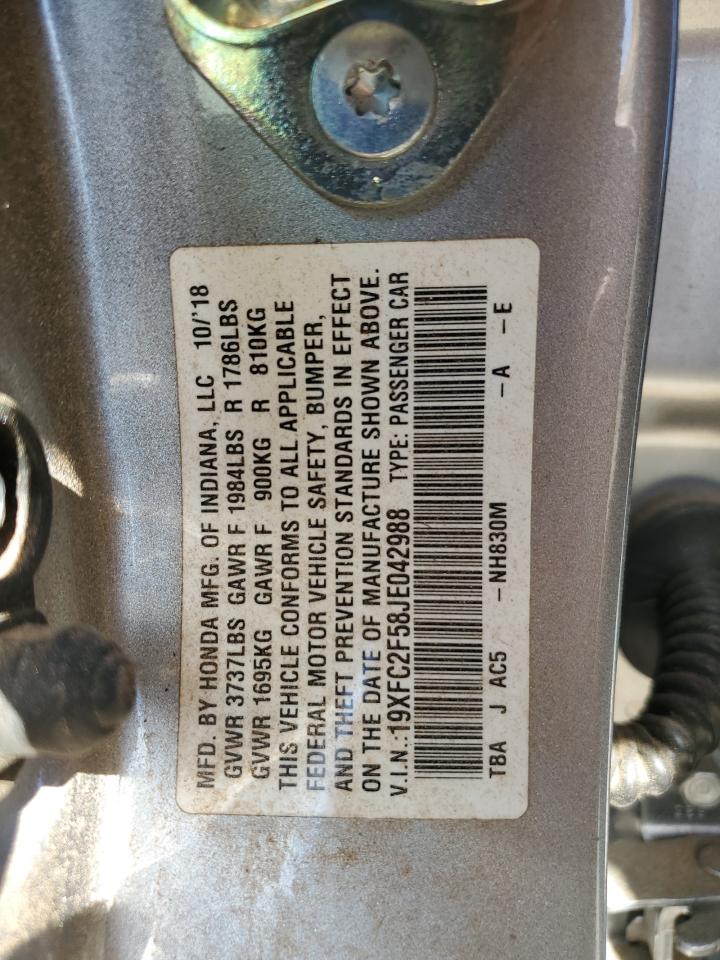 MFD. BY HONDA MFG. OF INDIANA, LLC 10/'18
GVWR 3737LBS GAWR F 1984LBS R 1786LBS
GVWR 1695KG GAWR F 900KG R 810KG
THIS VEHICLE CONFORMS TO ALL APPLICABLE
FEDERAL MOTOR VEHICLE SAFETY, BUMPER,
AND THEFT PREVENTION STANDARDS IN EFFECT
ON THE DATE OF MANUFACTURE SHOWN ABOVE.
V.I.N.:19XFC2F58JE042988 TYPE: PASSENGER CAR
TBA J AC5 -NH830M -A -E